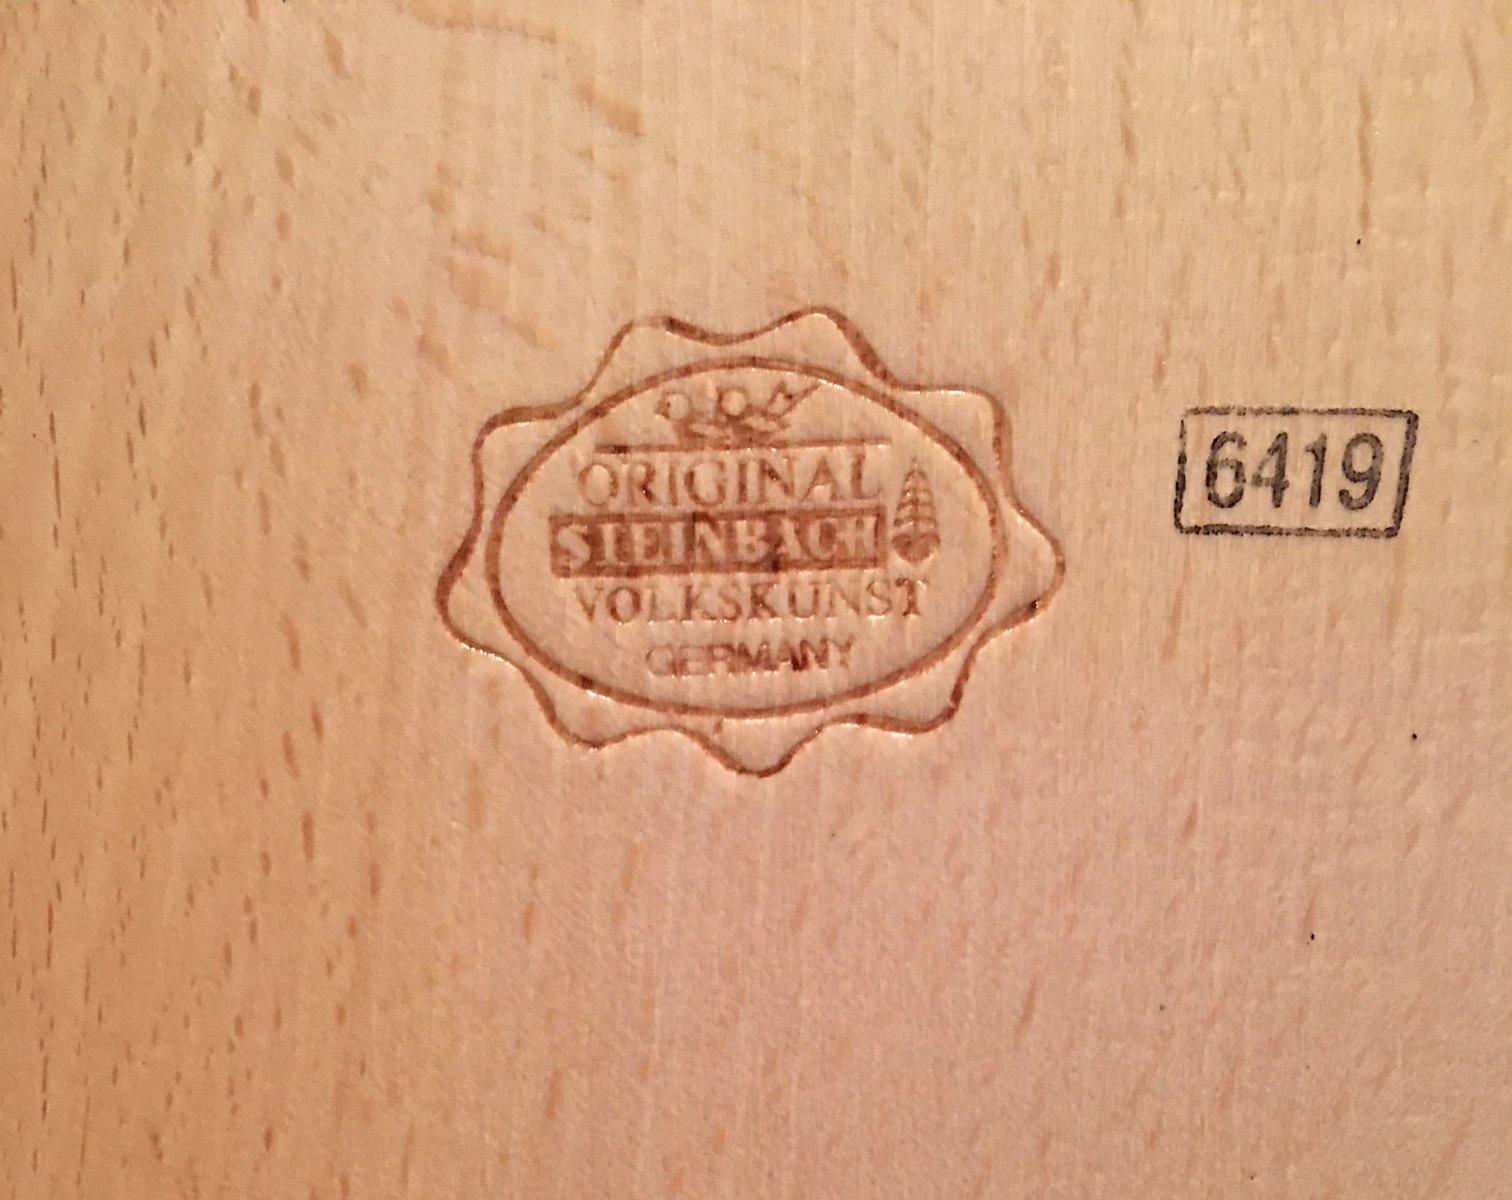 ORIGINAL
STEINBACH
VOLKSKUNST
GERMANY
6419